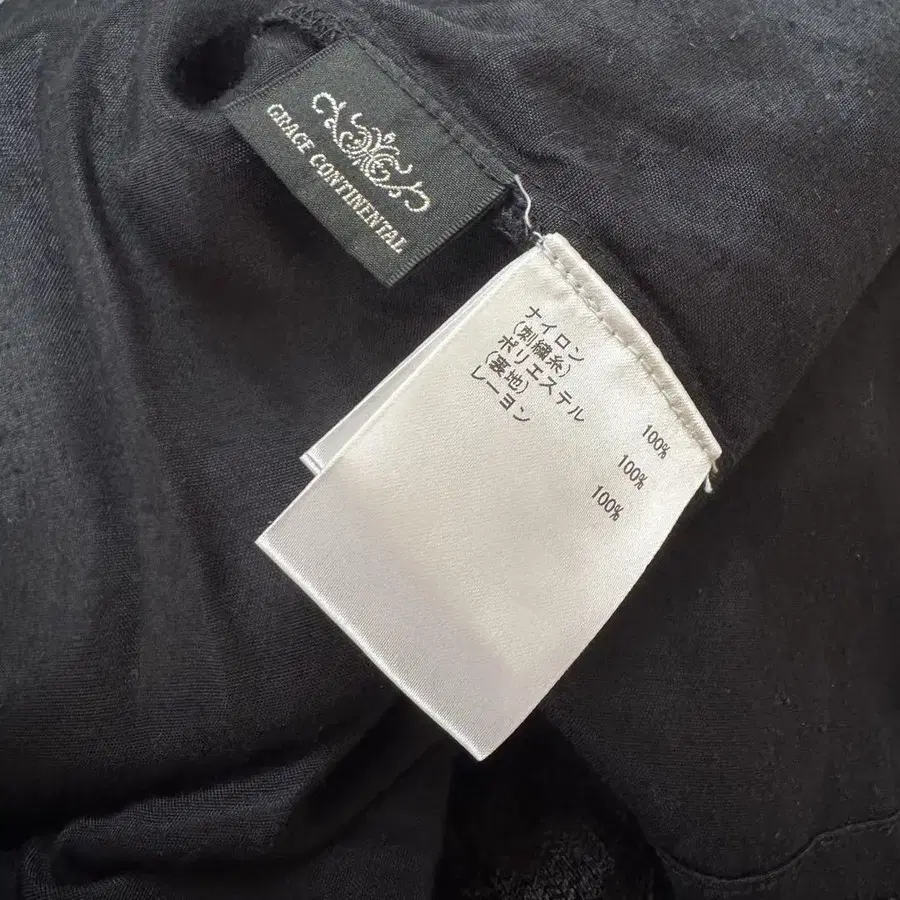 GRACE CONTINENTAL
ナイロン 100%
(刺繍糸)
ポリエステル 100%
(裏地)
レーヨン 100%